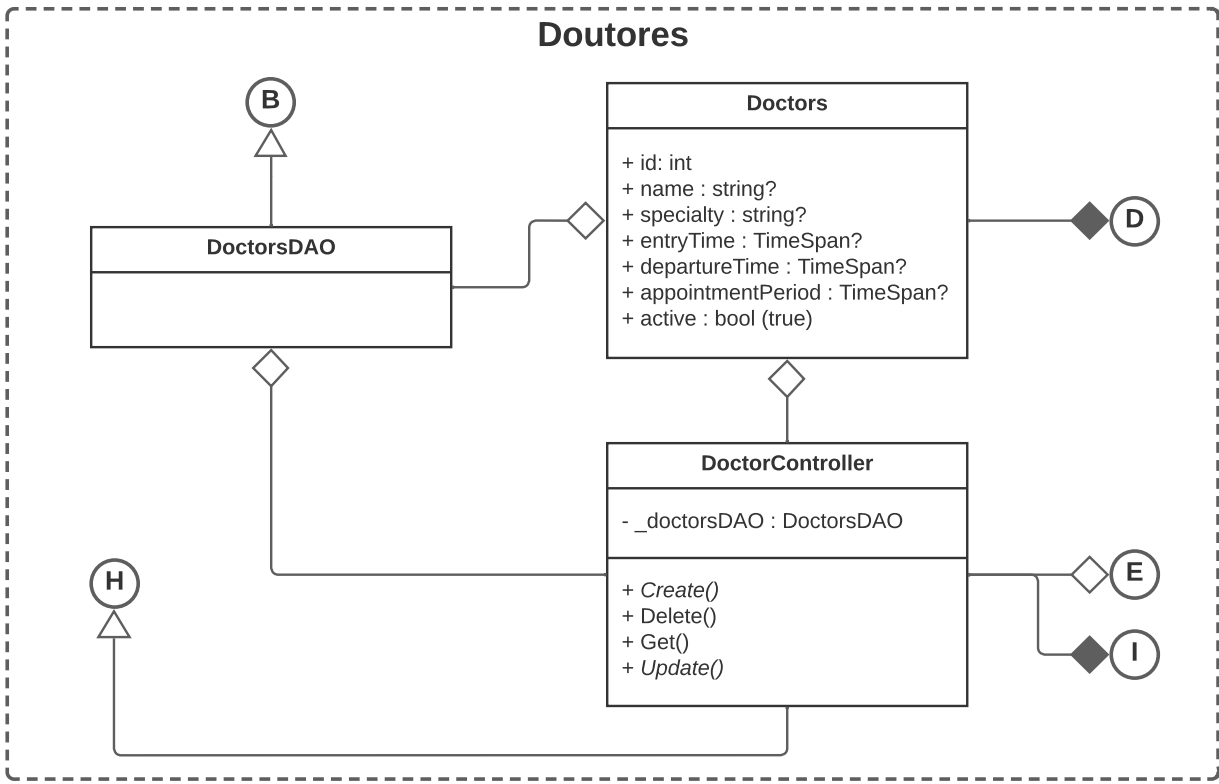 Doutores
B
Doctors
+ id: int
+ name : string?
+ specialty : string?
+ entryTime : TimeSpan?
+ departureTime : TimeSpan?
+ appointmentPeriod : TimeSpan?
+ active : bool (true)
D
DoctorsDAO
DoctorController
- _doctorsDAO : DoctorsDAO
+ Create()
+ Delete()
+ Get()
+ Update()
H
E
I